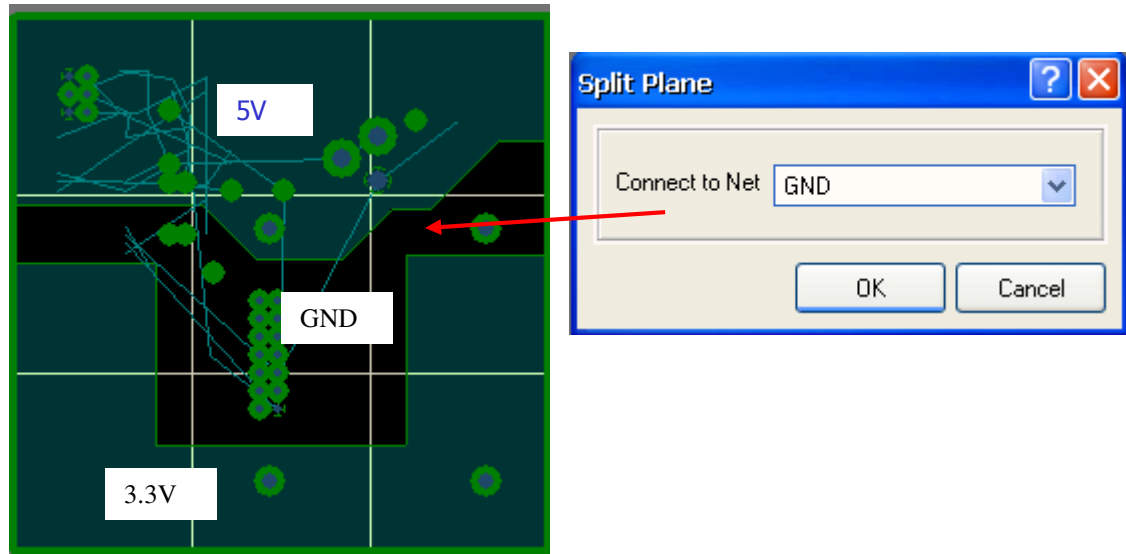 5V
GND
3.3V
Split Plane
?
Connect to Net GND
OK Cancel